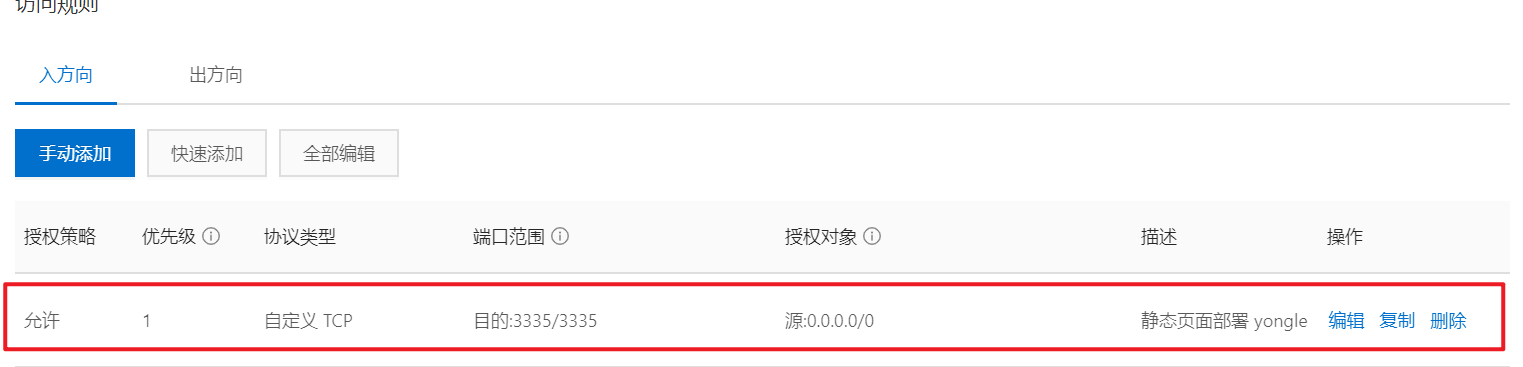 访问规则
入方向 出方向
手动添加 快速添加 全部编辑
授权策略 优先级 协议类型 端口范围 授权对象 描述 操作
允许 1 自定义 TCP 目的:3335/3335 源:0.0.0.0/0 静态页面部署 yongle 编辑 复制 删除